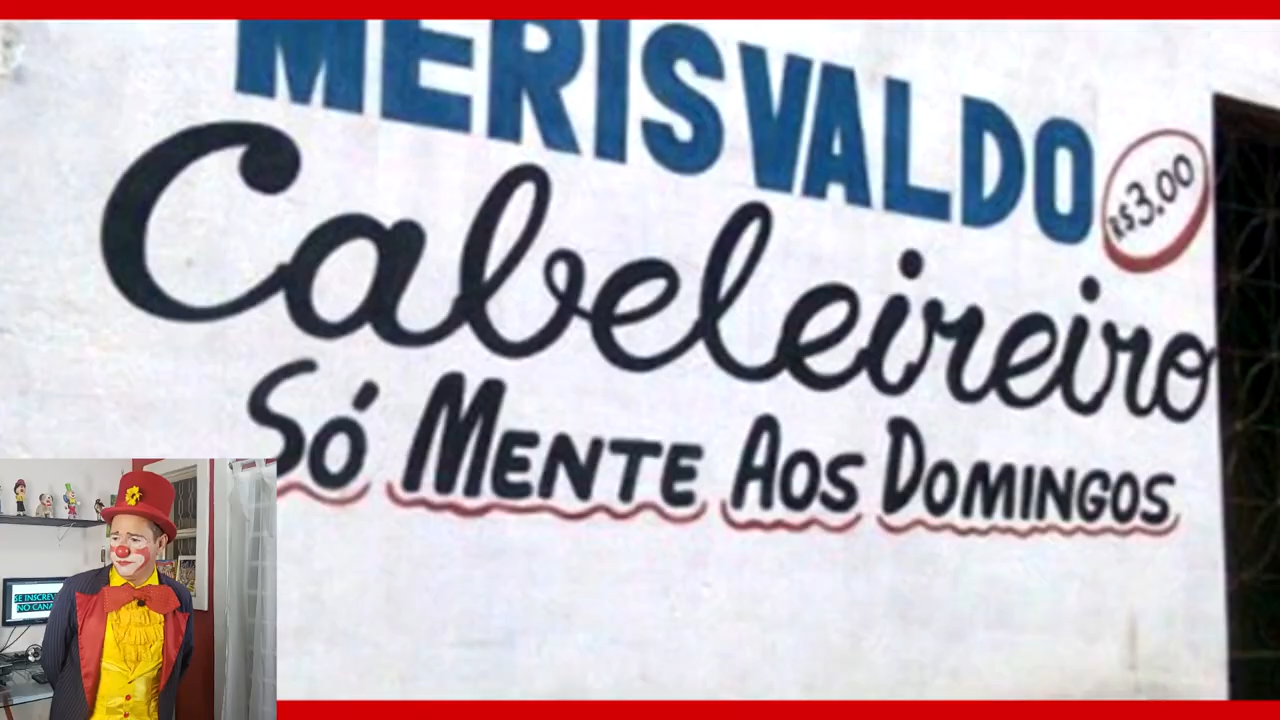 MERISVALDO
R$3.00
Cabeleireiro
SÓ MENTE AOS DOMINGOS
SE INSCREV
NO CANA